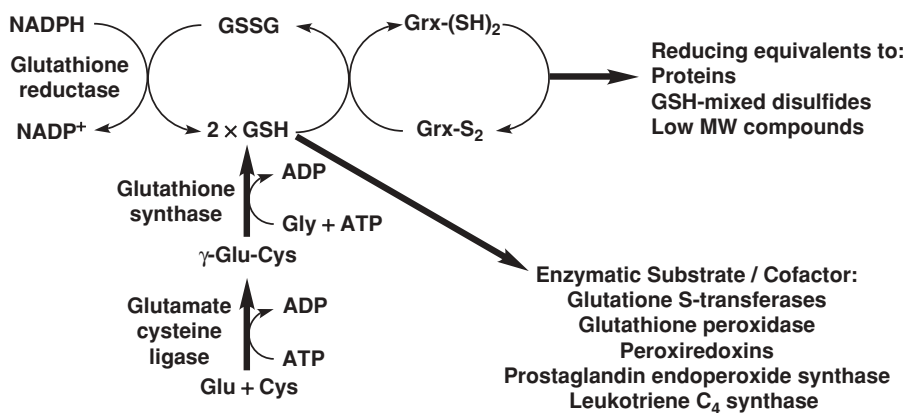 NADPH
GSSG
Grx-(SH)2
Glutathione
reductase
NADP+
2 × GSH
Grx-S2
Reducing equivalents to:
Proteins
GSH-mixed disulfides
Low MW compounds
Glutathione
synthase
ADP
Gly + ATP
γ-Glu-Cys
Glutamate
cysteine
ligase
ADP
ATP
Glu + Cys
Enzymatic Substrate / Cofactor:
Glutatione S-transferases
Glutathione peroxidase
Peroxiredoxins
Prostaglandin endoperoxide synthase
Leukotriene C4 synthase